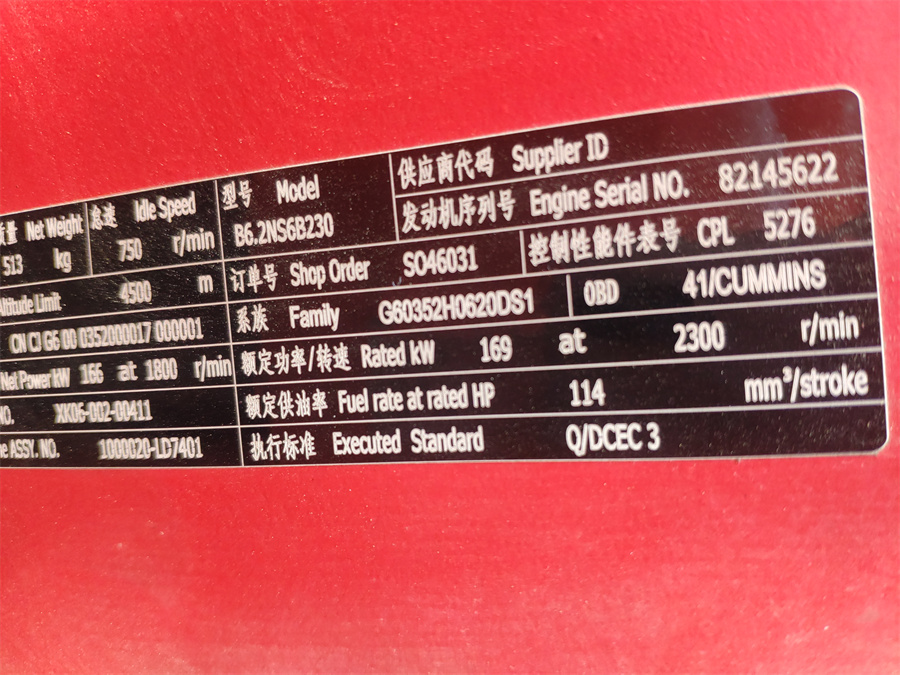 供应商代码 Supplier ID
型号 Model
发动机序列号 Engine Serial NO. 82145622
Net Weight 怠速 Idle Speed
B6.2NS6B230
513 kg 750 r/min
订单号 Shop Order SO46031 控制性能件表号 CPL 5276
Altitude Limit 4500 m
系族 Family G60352H0620DS1 OBD 41/CUMMINS
CN CJ G6 00 0352000017 000001
额定功率/转速 Rated kW 169 at 2300 r/min
Net Power kW 166 at 1800 r/min
额定供油率 Fuel rate at rated HP 114 mm³/stroke
NO. XK06-002-00411
执行标准 Executed Standard Q/DCEC 3
ASSY. NO. 1000020-LD7401